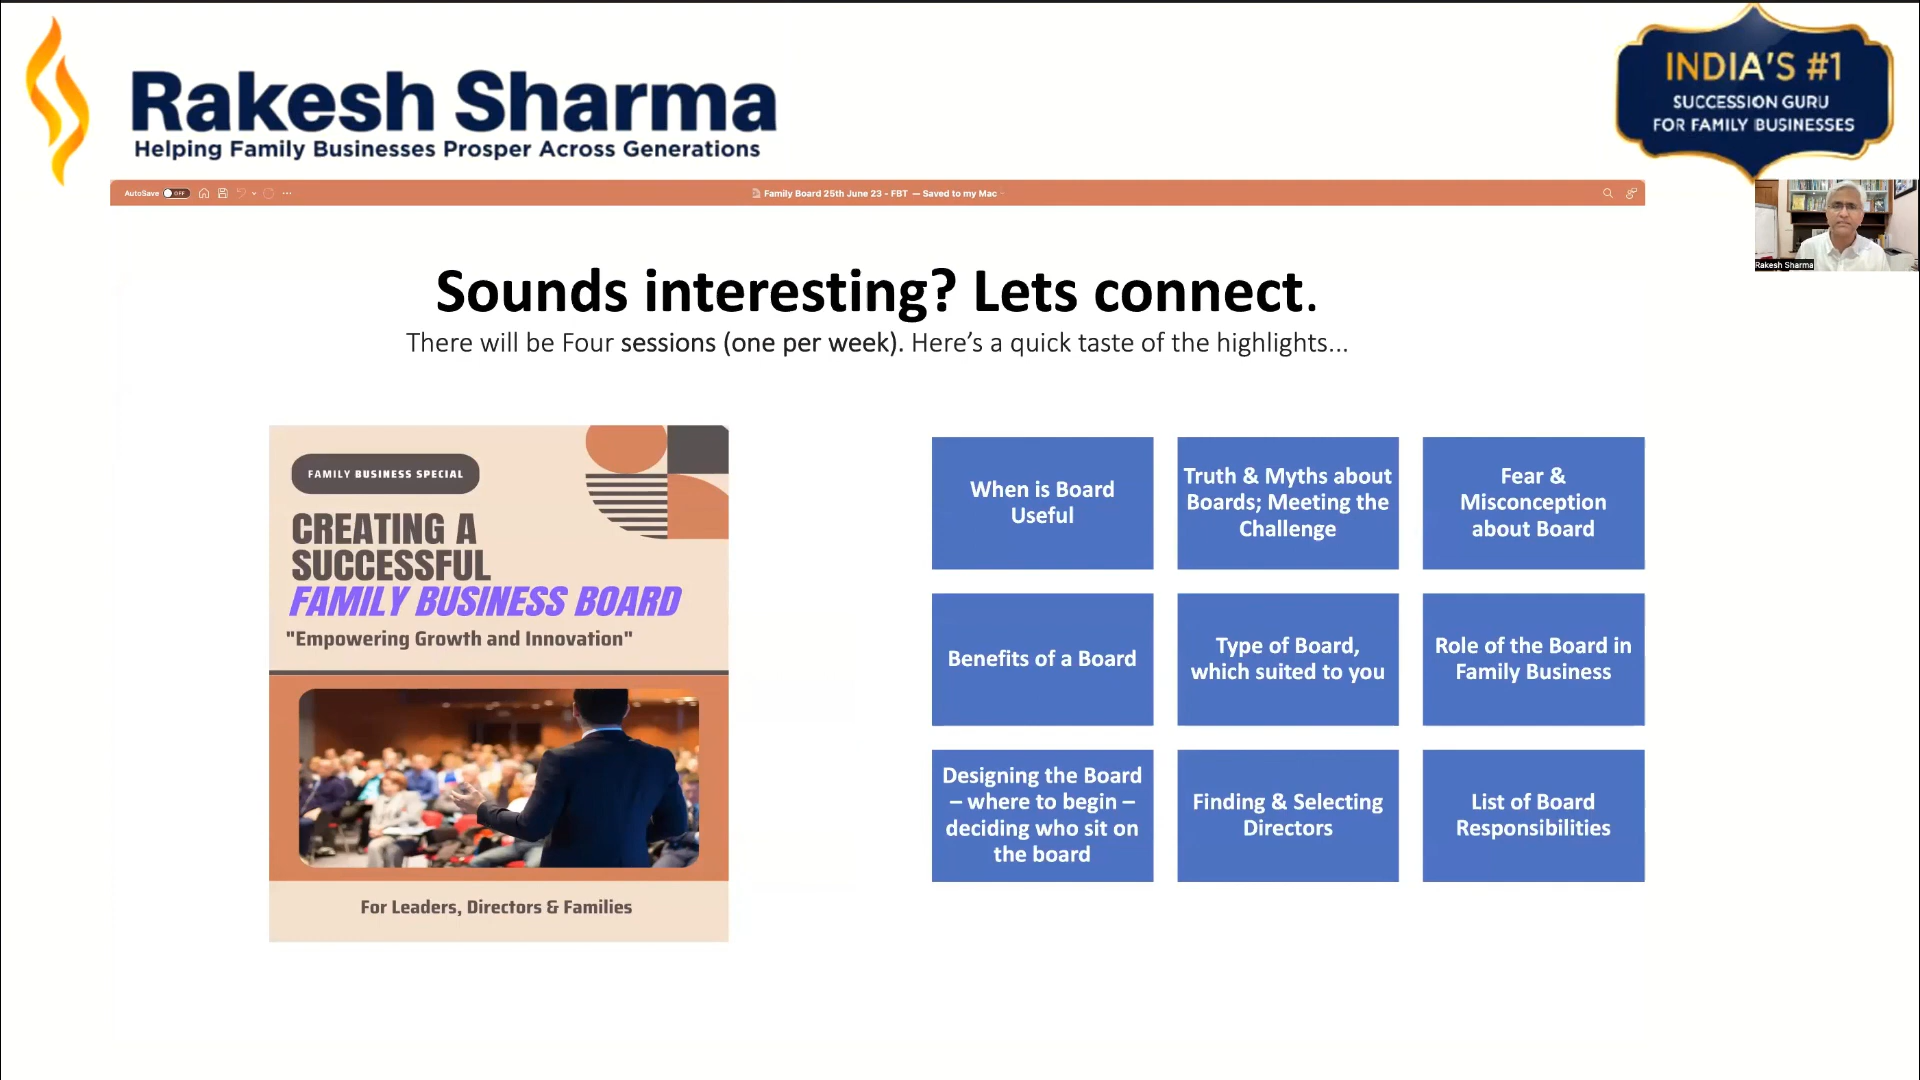 Rakesh Sharma
Helping Family Businesses Prosper Across Generations
INDIA'S #1
SUCCESSION GURU
FOR FAMILY BUSINESSES
AutoSave OFF
Family Board 25th June 23 - FBT — Saved to my Mac
Rakesh Sharma
Sounds interesting? Lets connect.
There will be Four sessions (one per week). Here's a quick taste of the highlights...
FAMILY BUSINESS SPECIAL
CREATING A
SUCCESSFUL
FAMILY BUSINESS BOARD
"Empowering Growth and Innovation"
For Leaders, Directors & Families
When is Board
Useful
Truth & Myths about
Boards; Meeting the
Challenge
Fear &
Misconception
about Board
Benefits of a Board
Type of Board,
which suited to you
Role of the Board in
Family Business
Designing the Board
– where to begin –
deciding who sit on
the board
Finding & Selecting
Directors
List of Board
Responsibilities